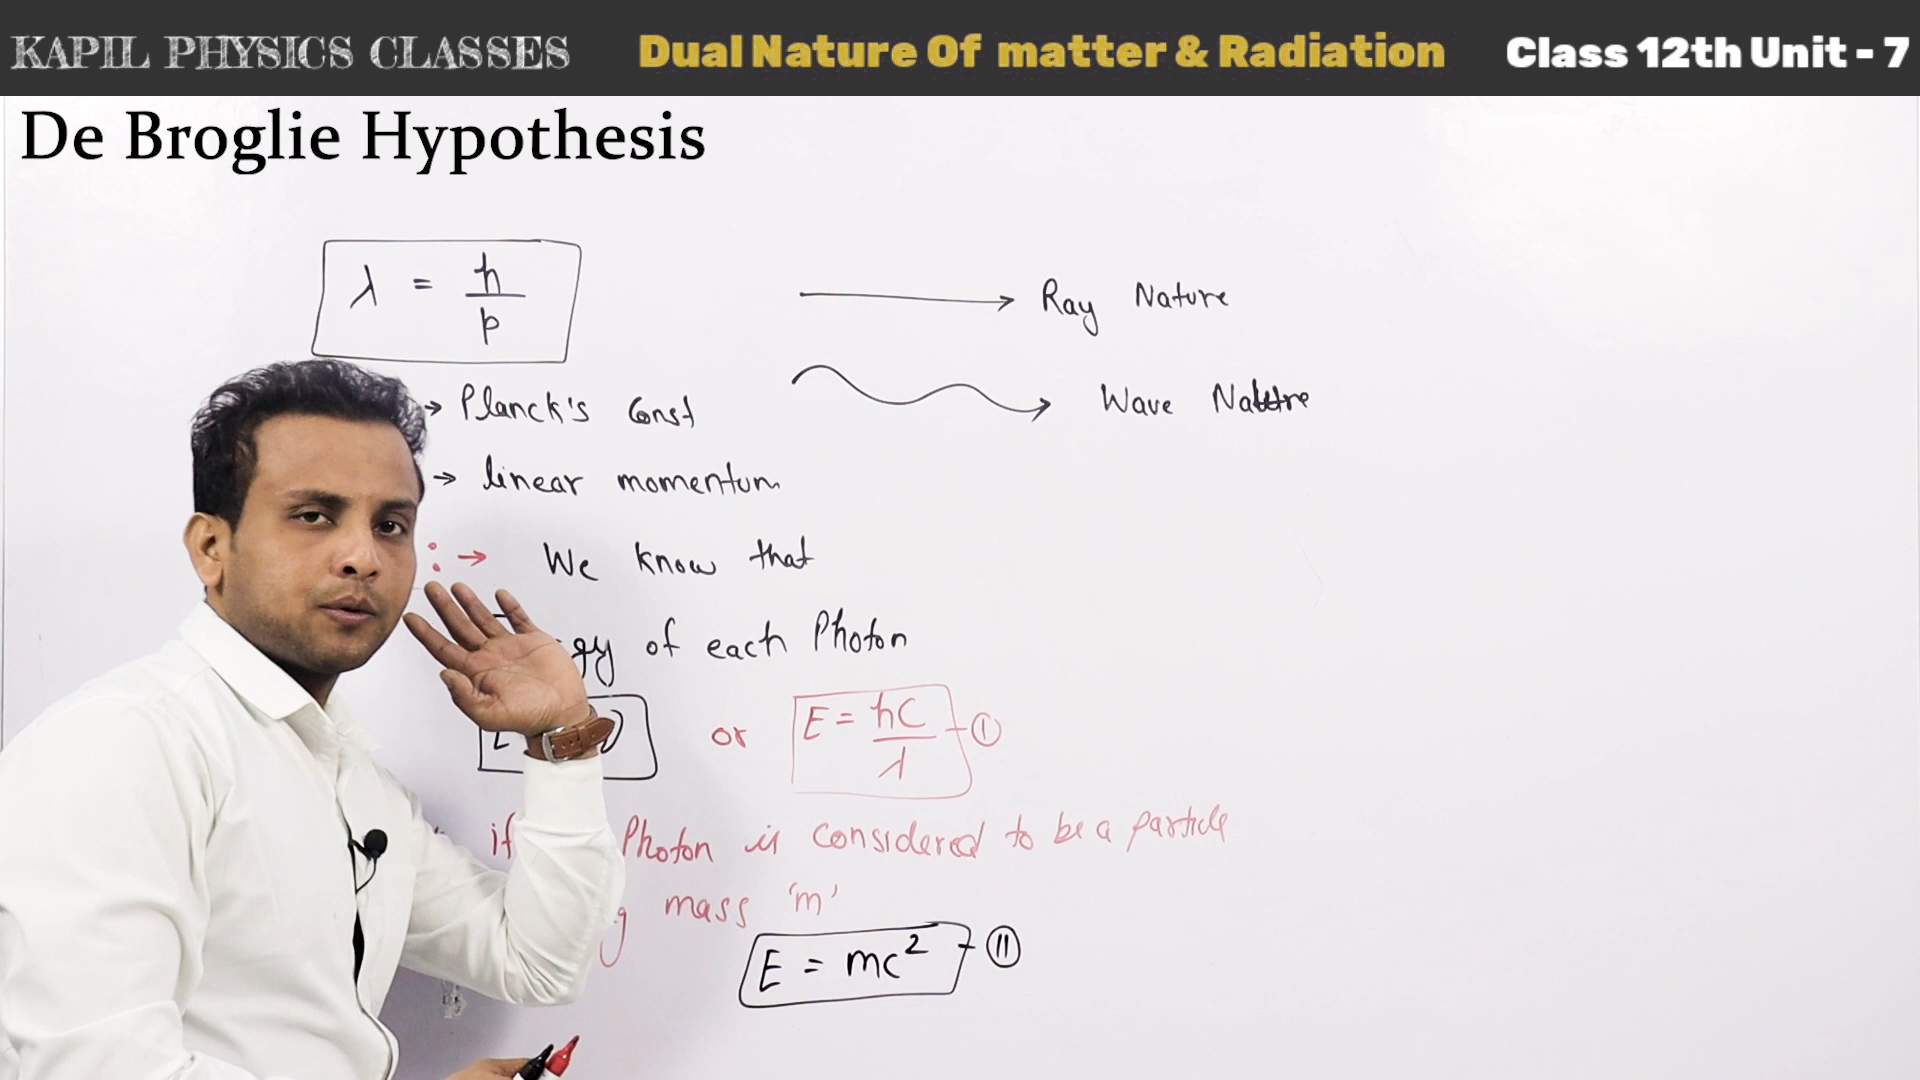 KAPIL PHYSICS CLASSES Dual Nature Of matter & Radiation Class 12th Unit - 7
De Broglie Hypothesis
λ = h/p
→ Ray Nature
→ Planck's Const
Wave Nature
→ linear momentum
:→ We know that
of each Photon
or E = hC/λ - ①
if Photon is considered to be a particle
mass 'm'
E = mc² - ⑪